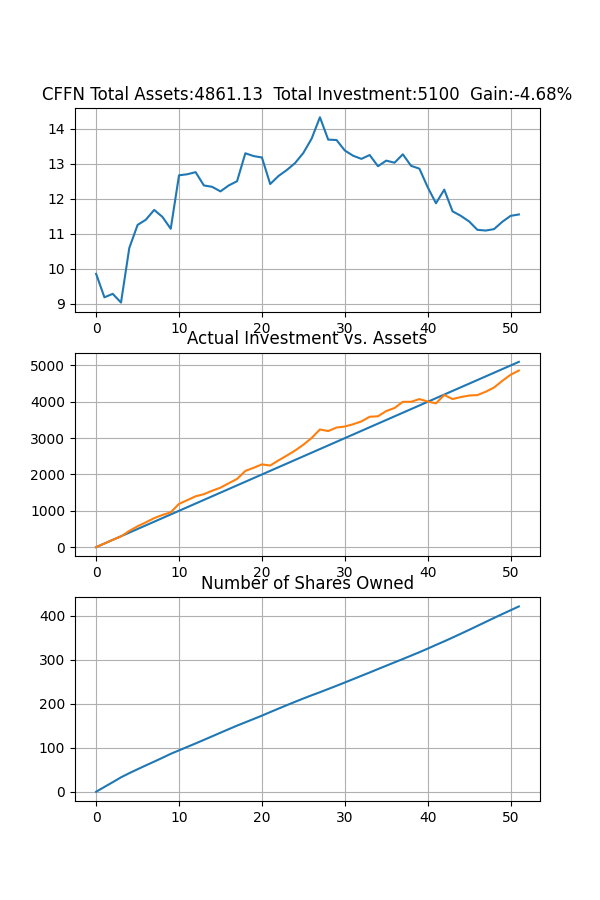 CFFN Total Assets:4861.13  Total Investment:5100  Gain:-4.68%
14
13
12
11
10
9
0 10 20 30 40 50
Actual Investment vs. Assets
5000
4000
3000
2000
1000
0
0 10 20 30 40 50
Number of Shares Owned
400
300
200
100
0
0 10 20 30 40 50